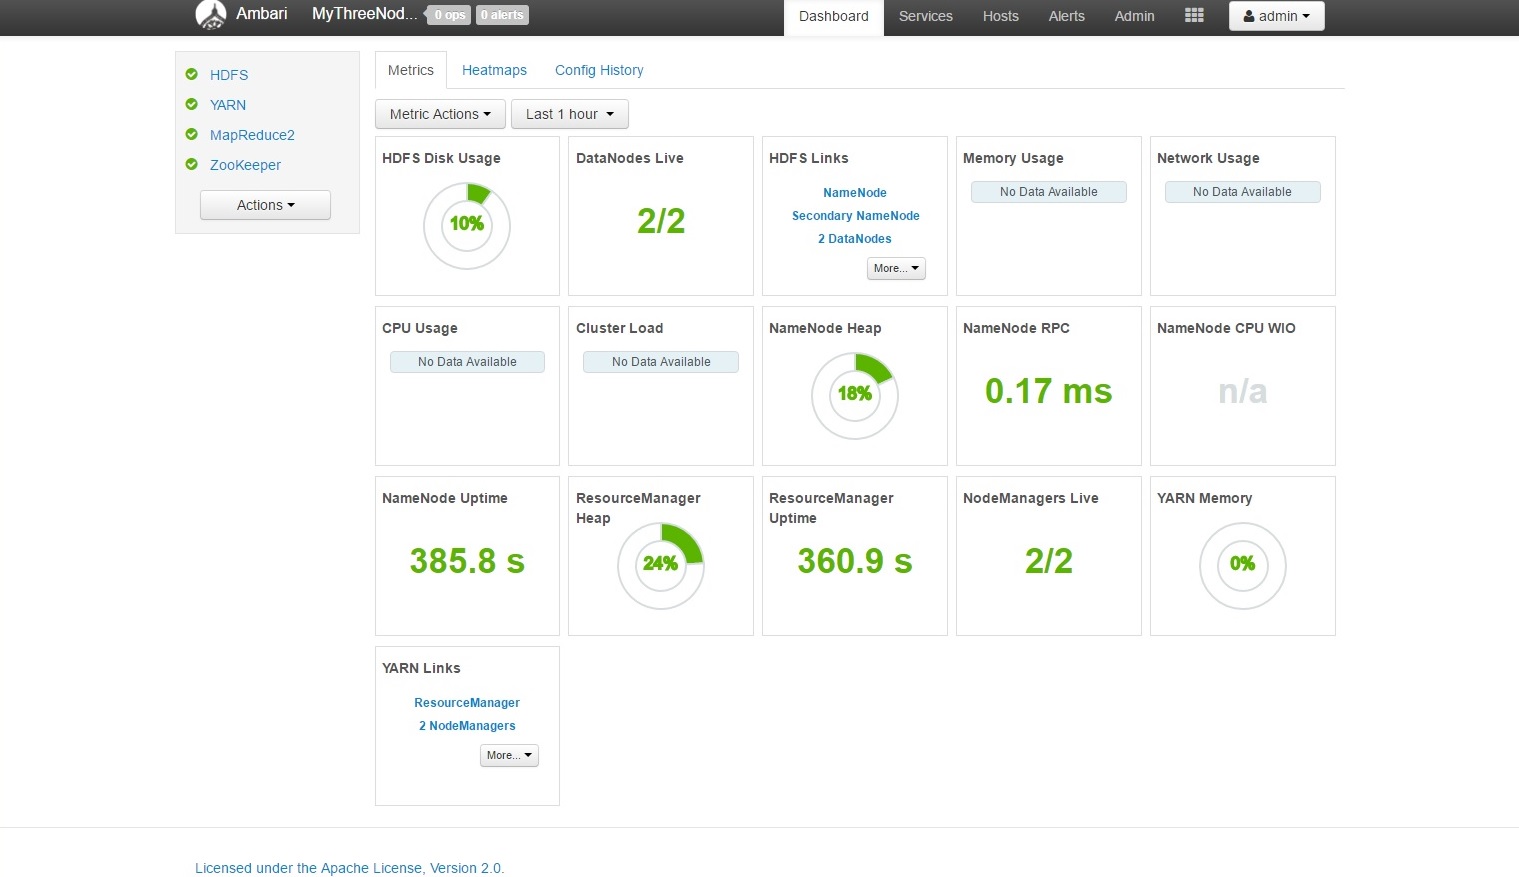 Ambari MyThreeNod... 0 ops 0 alerts Dashboard Services Hosts Alerts Admin admin
HDFS
YARN
MapReduce2
ZooKeeper
Actions
Metrics Heatmaps Config History
Metric Actions Last 1 hour
HDFS Disk Usage
10%
DataNodes Live
2/2
HDFS Links
NameNode
Secondary NameNode
2 DataNodes
More...
Memory Usage
No Data Available
Network Usage
No Data Available
CPU Usage
No Data Available
Cluster Load
No Data Available
NameNode Heap
18%
NameNode RPC
0.17 ms
NameNode CPU WIO
n/a
NameNode Uptime
385.8 s
ResourceManager
Heap
24%
ResourceManager
Uptime
360.9 s
NodeManagers Live
2/2
YARN Memory
0%
YARN Links
ResourceManager
2 NodeManagers
More...
Licensed under the Apache License, Version 2.0.